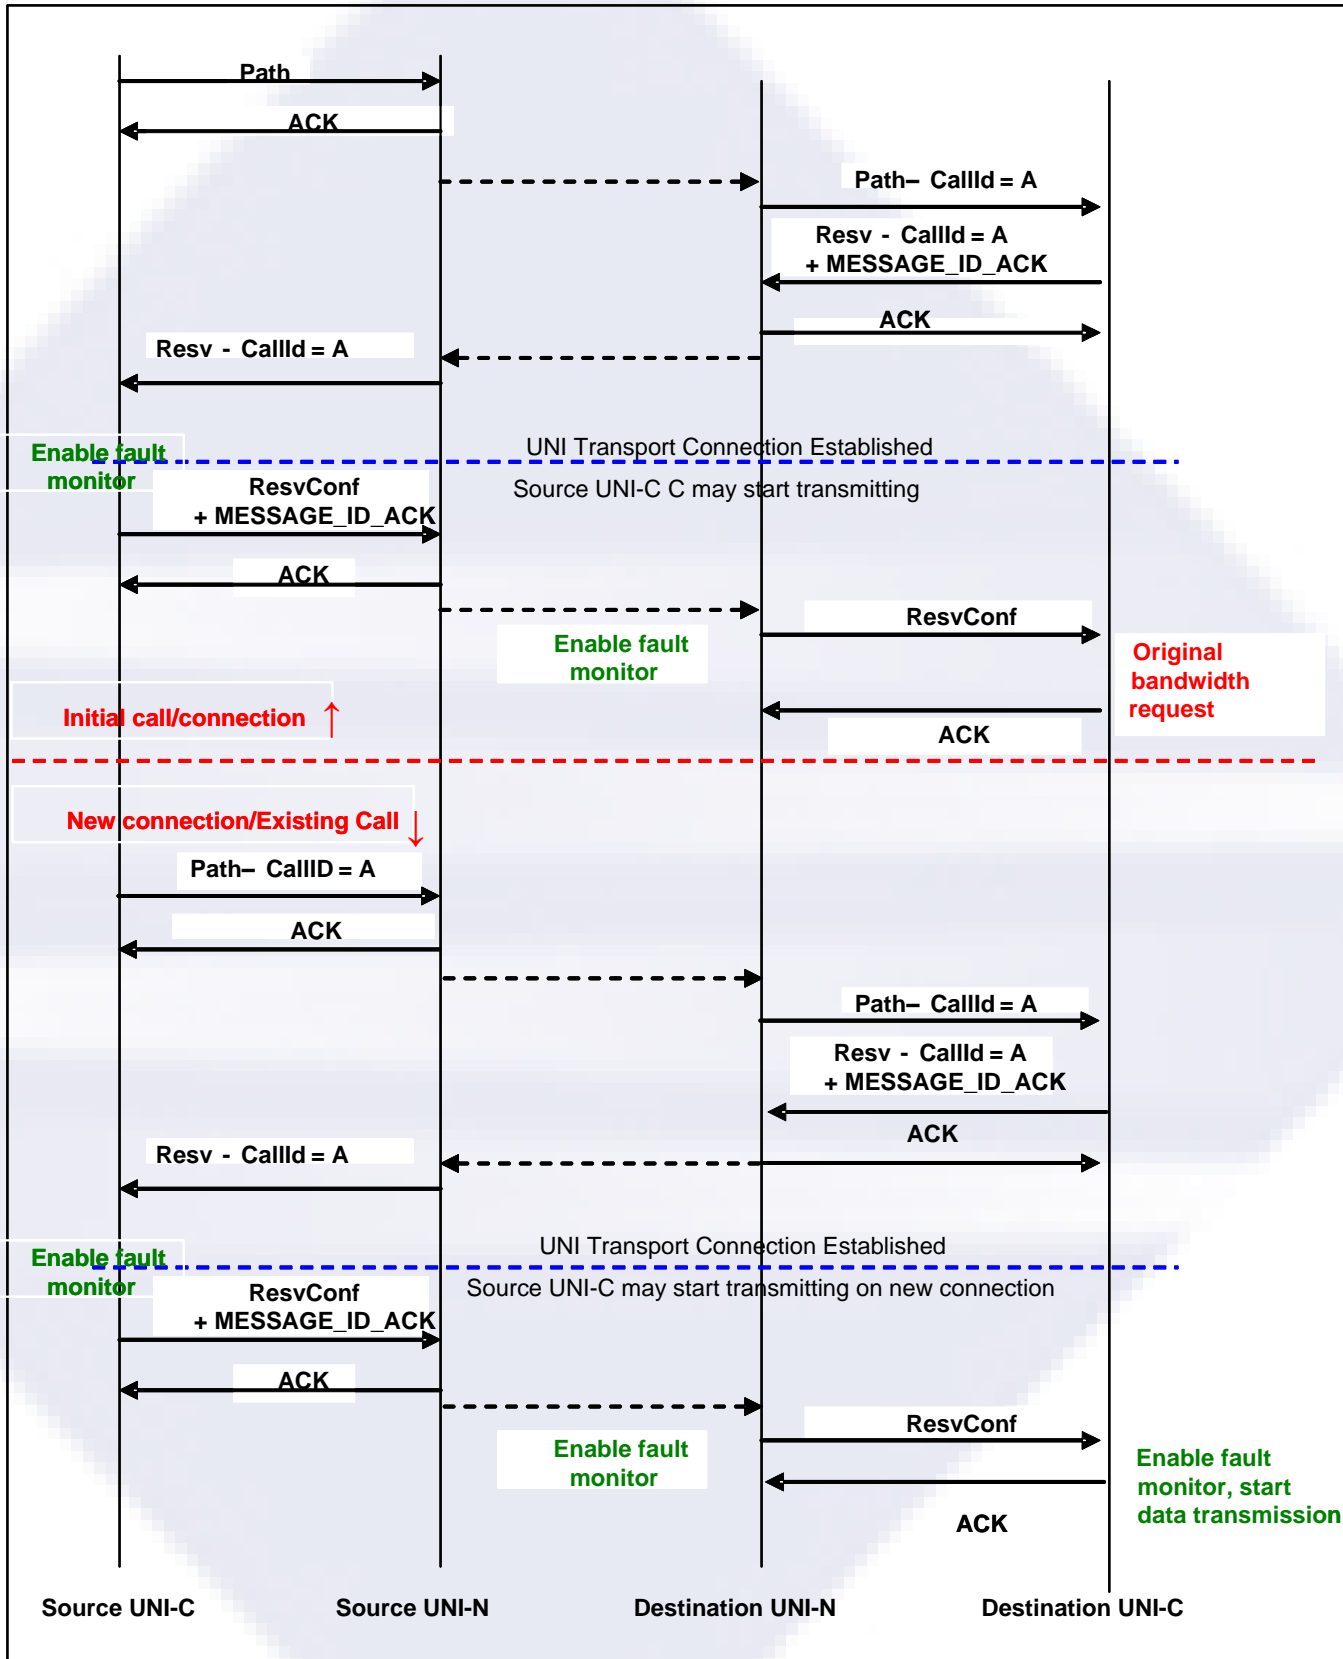 Path
ACK
Path– CallId = A
Resv - CallId = A
+ MESSAGE_ID_ACK
ACK
Resv - CallId = A
Enable fault
monitor
UNI Transport Connection Established
Source UNI-C C may start transmitting
ResvConf
+ MESSAGE_ID_ACK
ACK
ResvConf
Enable fault
monitor
Original
bandwidth
request
Initial call/connection ↑
ACK
New connection/Existing Call ↓
Path– CallID = A
ACK
Path– CallId = A
Resv - CallId = A
+ MESSAGE_ID_ACK
ACK
Resv - CallId = A
Enable fault
monitor
UNI Transport Connection Established
Source UNI-C may start transmitting on new connection
ResvConf
+ MESSAGE_ID_ACK
ACK
ResvConf
Enable fault
monitor
Enable fault
monitor, start
data transmission
ACK
Source UNI-C
Source UNI-N
Destination UNI-N
Destination UNI-C